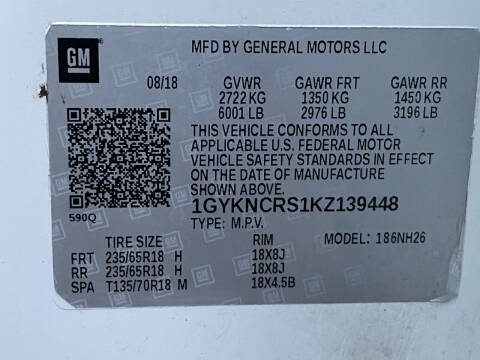 GM
MFD BY GENERAL MOTORS LLC
08/18 GVWR GAWR FRT GAWR RR
2722 KG 1350 KG 1450 KG
6001 LB 2976 LB 3196 LB
THIS VEHICLE CONFORMS TO ALL
APPLICABLE U.S. FEDERAL MOTOR
VEHICLE SAFETY STANDARDS IN EFFECT
ON THE DATE OF MANUFACTURE
SHOWN ABOVE.
590Q
1GYKNCRS1KZ139448
TYPE: M.P.V.
TIRE SIZE RIM MODEL: 186NH26
FRT 235/65R18 H 18X8J
RR 235/65R18 H 18X8J
SPA T135/70R18 M 18X4.5B